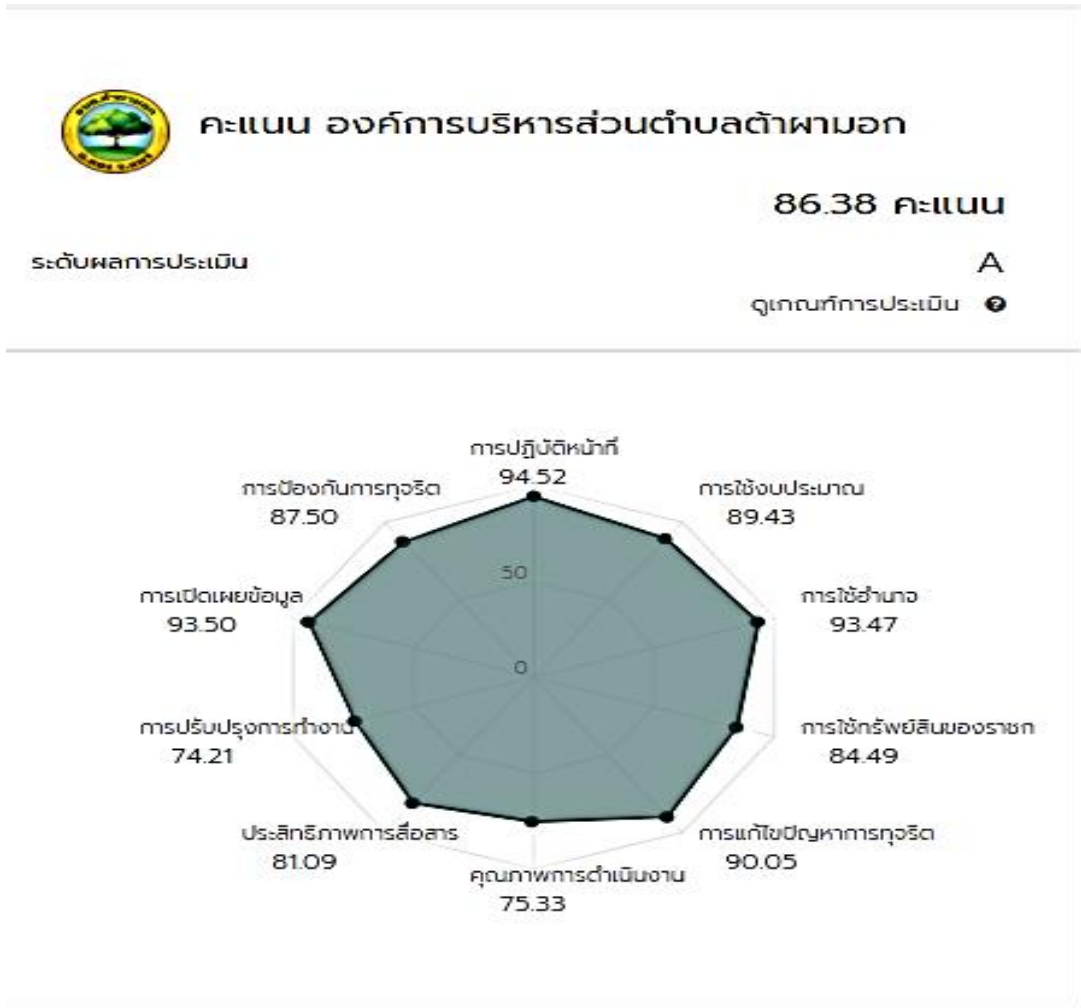 คะแนน องค์การบริหารส่วนตำบลต้าผามอก
86.38 คะแนน
ระดับผลการประเมิน
A
ดูเกณฑ์การประเมิน
การปฏิบัติหน้าที่
94.52
การป้องกันการทุจริต
87.50
การใช้งบประมาณ
89.43
50
การเปิดเผยข้อมูล
93.50
การใช้อำนาจ
93.47
0
การปรับปรุงการทำงาน
74.21
การใช้ทรัพย์สินของราชก
84.49
ประสิทธิภาพการสื่อสาร
81.09
การแก้ไขปัญหาการทุจริต
90.05
คุณภาพการดำเนินงาน
75.33